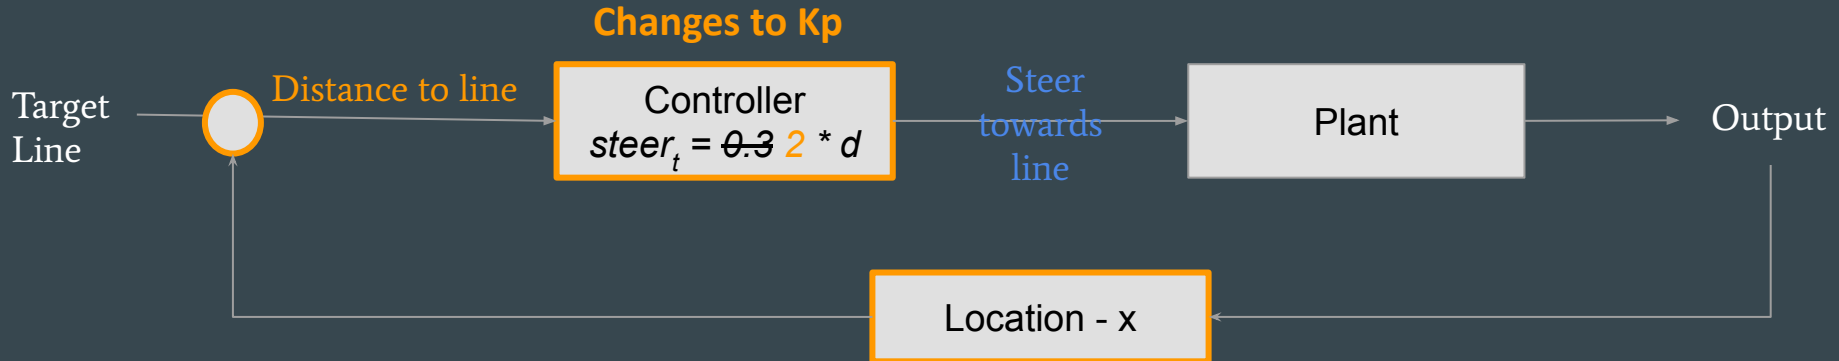 Changes to Kp
Target
Line
Distance to line
Controller
steerₜ = ~~0.3~~ 2 * d
Steer
towards
line
Plant
Output
Location - x